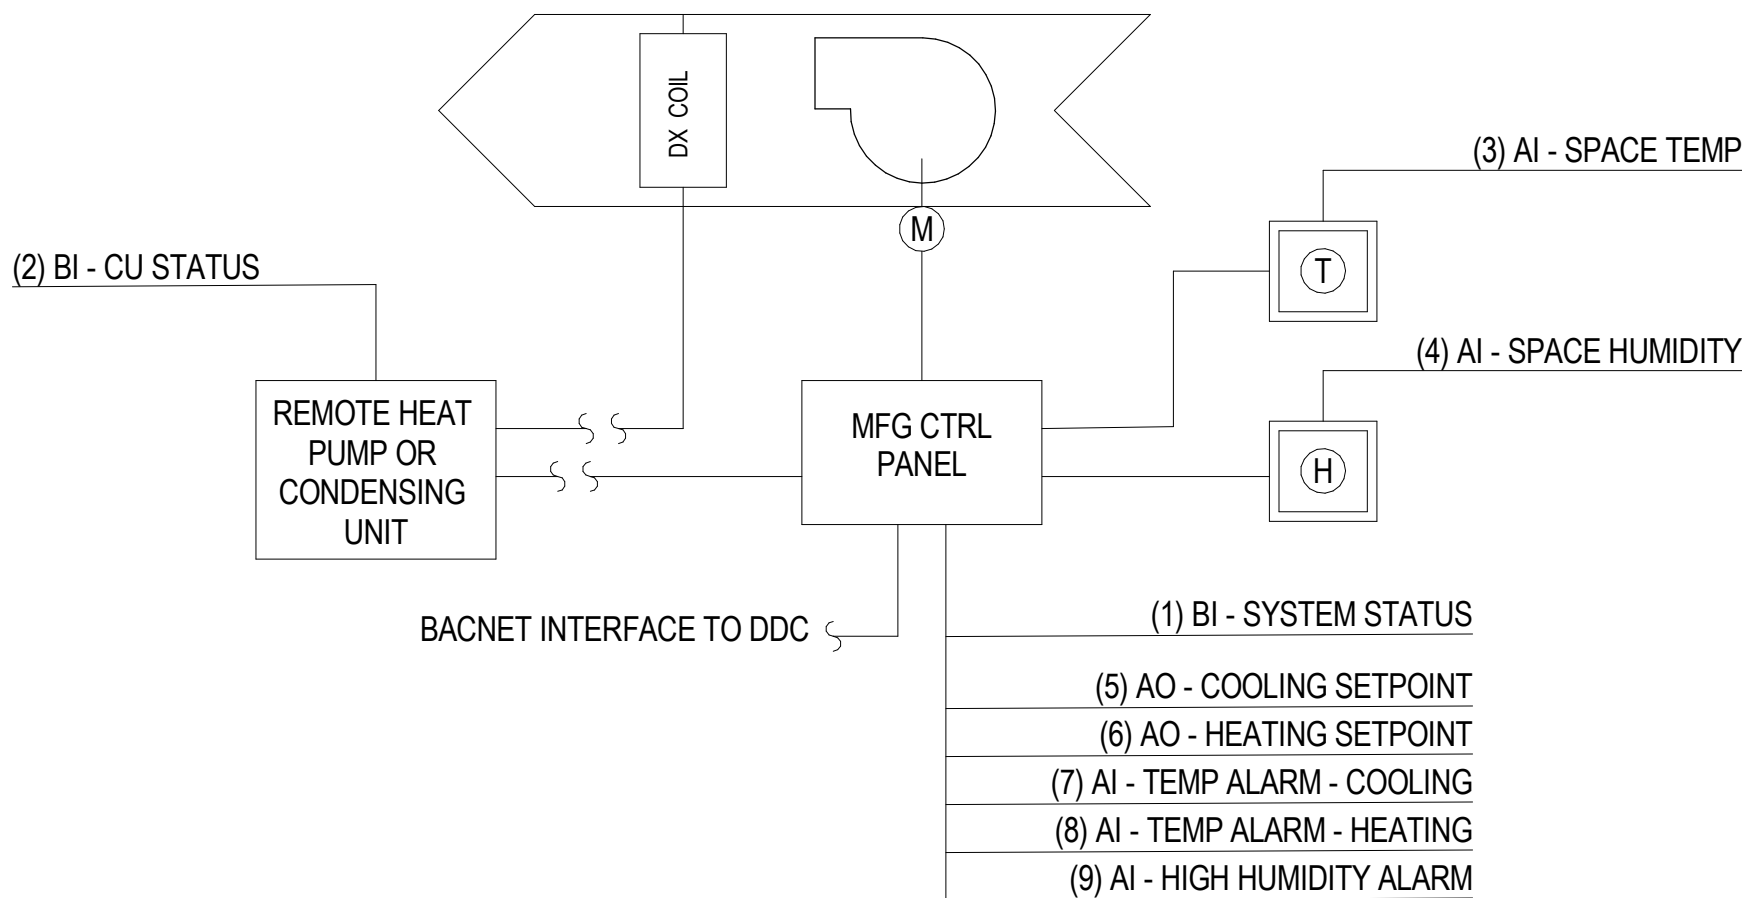 DX COIL
(3) AI - SPACE TEMP
M
(2) BI - CU STATUS
T
(4) AI - SPACE HUMIDITY
REMOTE HEAT
PUMP OR
CONDENSING
UNIT
MFG CTRL
PANEL
H
BACNET INTERFACE TO DDC
(1) BI - SYSTEM STATUS
(5) AO - COOLING SETPOINT
(6) AO - HEATING SETPOINT
(7) AI - TEMP ALARM - COOLING
(8) AI - TEMP ALARM - HEATING
(9) AI - HIGH HUMIDITY ALARM